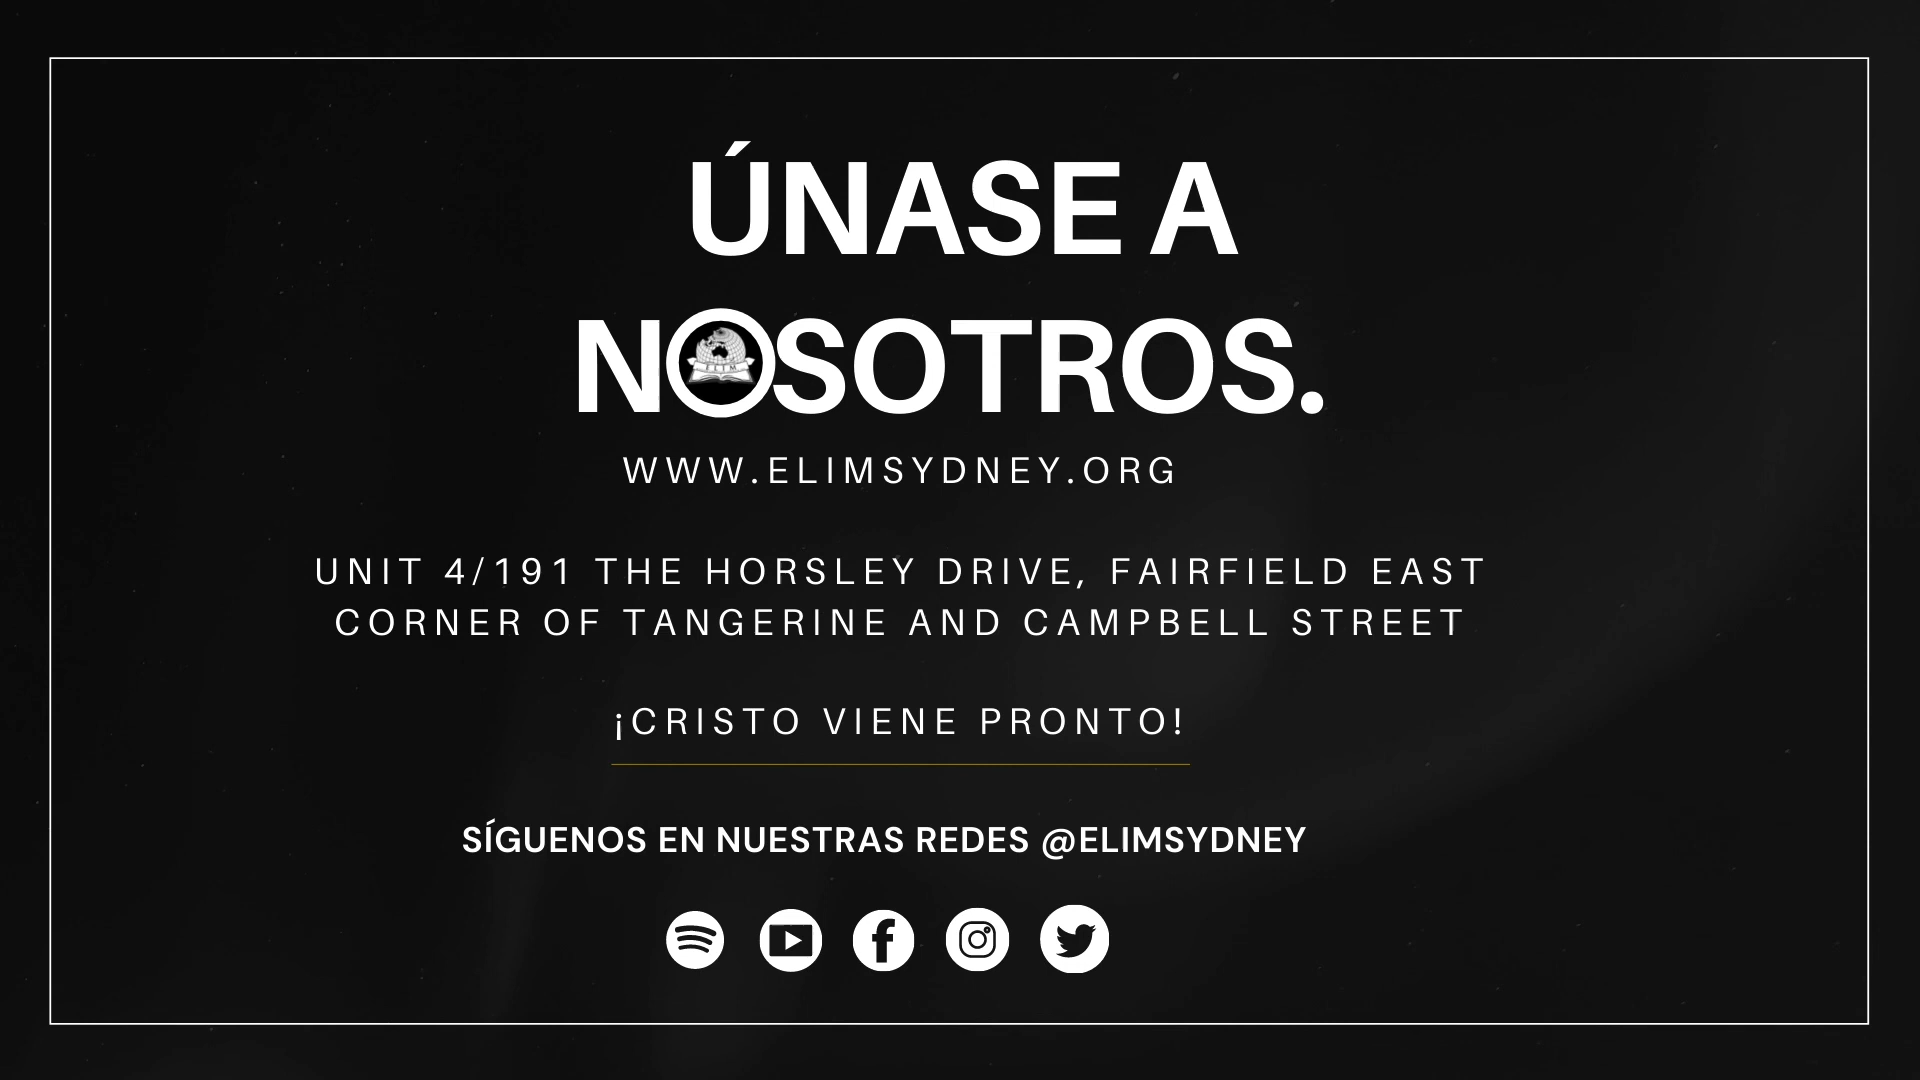 ÚNASE A
NOSOTROS.
ELIM
WWW.ELIMSYDNEY.ORG
UNIT 4/191 THE HORSLEY DRIVE, FAIRFIELD EAST
CORNER OF TANGERINE AND CAMPBELL STREET
¡CRISTO VIENE PRONTO!
SÍGUENOS EN NUESTRAS REDES @ELIMSYDNEY